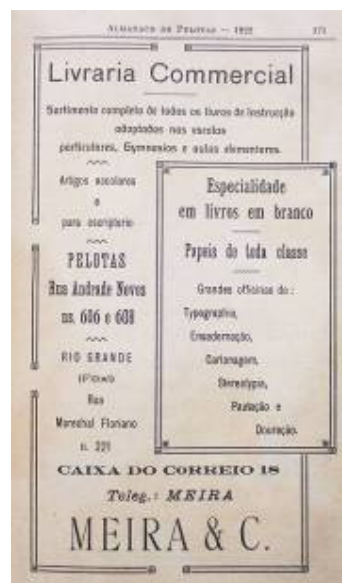 ALMANACH DE PELOTAS — 1922 271
Livraria Commercial
Sortimento completo de todos os livros de instrucção
adoptados nas escolas
particulares, Gymnasios e aulas elementares.
Artigos escolares
e
para escriptorio
PELOTAS
Rua Andrade Neves
ns. 606 e 608
RIO GRANDE
Rua
Marechal Floriano
n. 221
Especialidade
em livros em branco
Papeis de toda classe
Grandes officinas de:
Typographia,
Encadernação,
Cartonagem,
Stereotypia,
Pautação e
Douração.
CAIXA DO CORREIO 18
Teleg.: MEIRA
MEIRA & C.